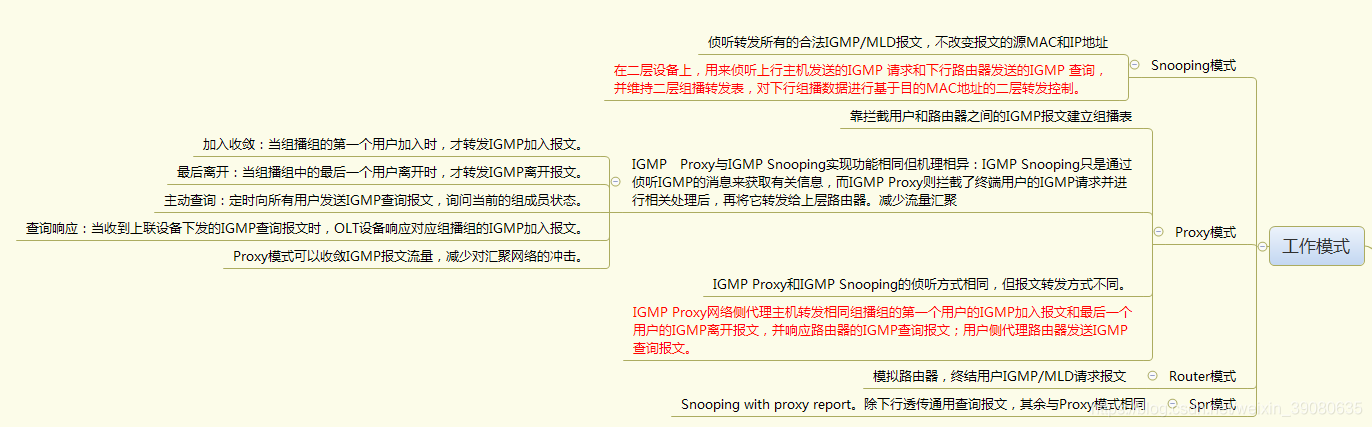 侦听转发所有的合法IGMP/MLD报文，不改变报文的源MAC和IP地址
Snooping模式
在二层设备上，用来侦听上行主机发送的IGMP 请求和下行路由器发送的IGMP 查询，
并维持二层组播转发表，对下行组播数据进行基于目的MAC地址的二层转发控制。
靠拦截用户和路由器之间的IGMP报文建立组播表
加入收敛：当组播组的第一个用户加入时，才转发IGMP加入报文。
最后离开：当组播组中的最后一个用户离开时，才转发IGMP离开报文。
主动查询：定时向所有用户发送IGMP查询报文，询问当前的组成员状态。
查询响应：当收到上联设备下发的IGMP查询报文时，OLT设备响应对应组播组的IGMP加入报文。
Proxy模式可以收敛IGMP报文流量，减少对汇聚网络的冲击。
IGMP　Proxy与IGMP Snooping实现功能相同但机理相异：IGMP Snooping只是通过
侦听IGMP的消息来获取有关信息，而IGMP Proxy则拦截了终端用户的IGMP请求并进
行相关处理后，再将它转发给上层路由器。减少流量汇聚
Proxy模式
工作模式
IGMP Proxy和IGMP Snooping的侦听方式相同，但报文转发方式不同。
IGMP Proxy网络侧代理主机转发相同组播组的第一个用户的IGMP加入报文和最后一个
用户的IGMP离开报文，并响应路由器的IGMP查询报文；用户侧代理路由器发送IGMP
查询报文。
模拟路由器，终结用户IGMP/MLD请求报文
Router模式
Snooping with proxy report。除下行透传通用查询报文，其余与Proxy模式相同
Spr模式
weixin_39080635